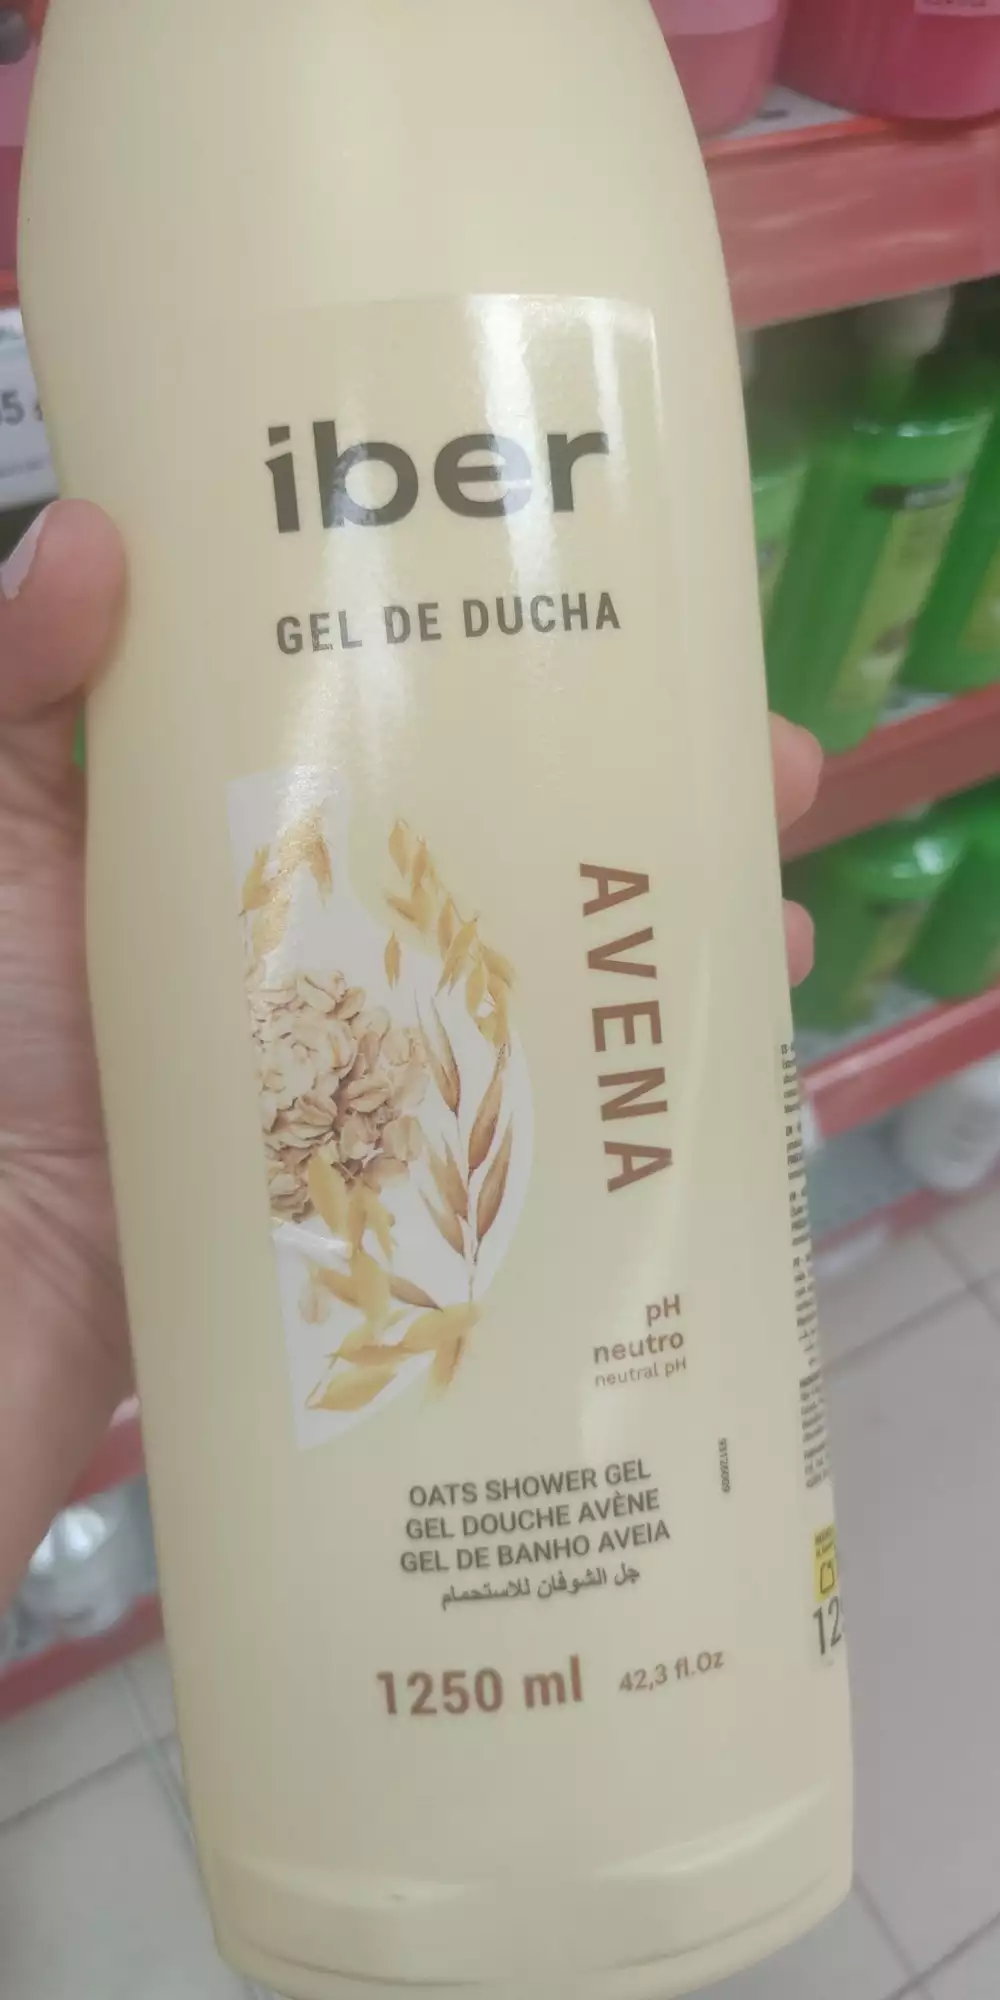 iber
GEL DE DUCHA
AVENA
pH
neutro
neutral pH
OATS SHOWER GEL
GEL DOUCHE AVÈNE
GEL DE BANHO AVEIA
جل الشوفان للاستحمام
1250 ml 42,3 fl.Oz